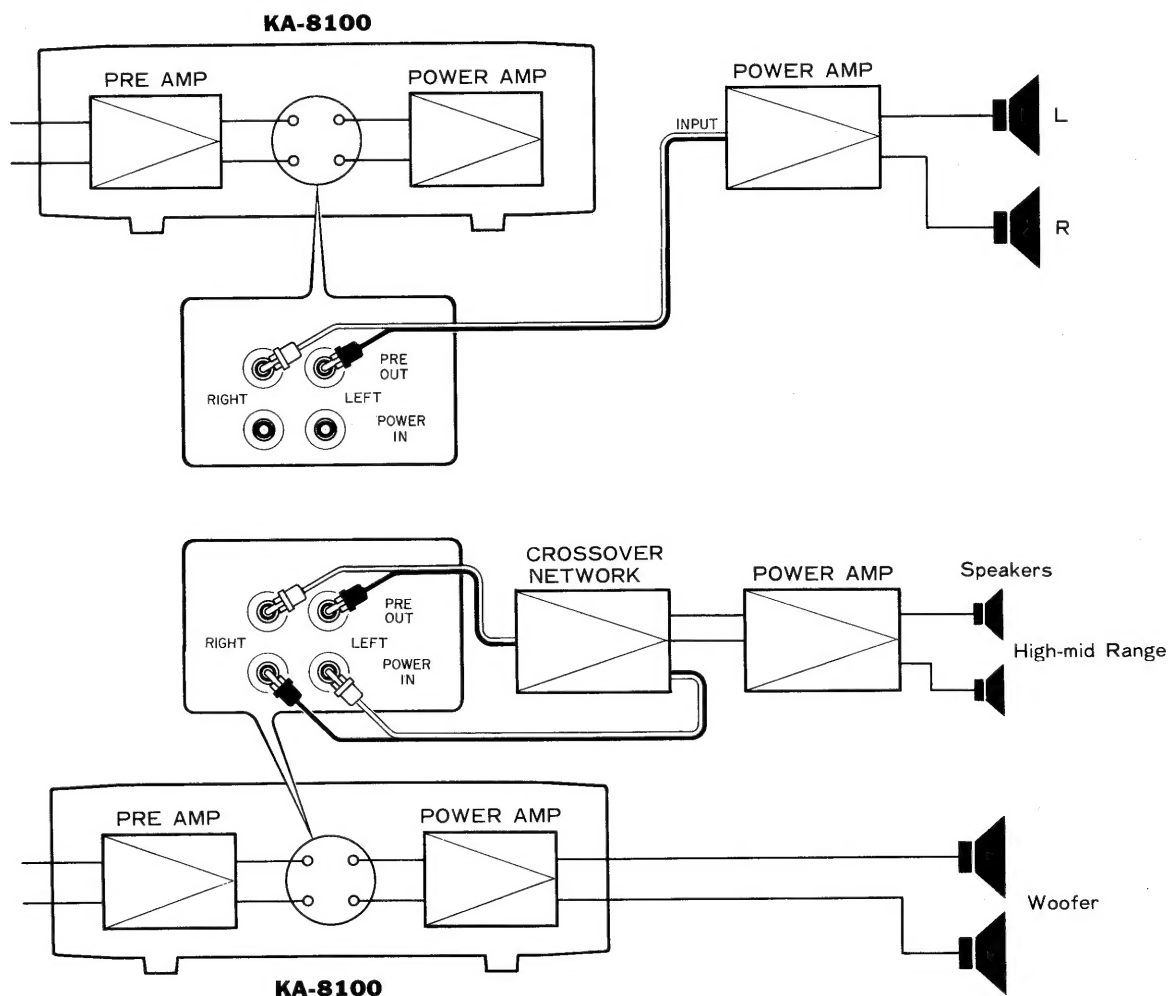 KA-8100
PRE AMP
POWER AMP
POWER AMP
INPUT
L
R
PRE
OUT
RIGHT
LEFT
POWER
IN
CROSSOVER
NETWORK
POWER AMP
Speakers
High-mid Range
PRE
OUT
RIGHT
LEFT
POWER
IN
PRE AMP
POWER AMP
Woofer
KA-8100